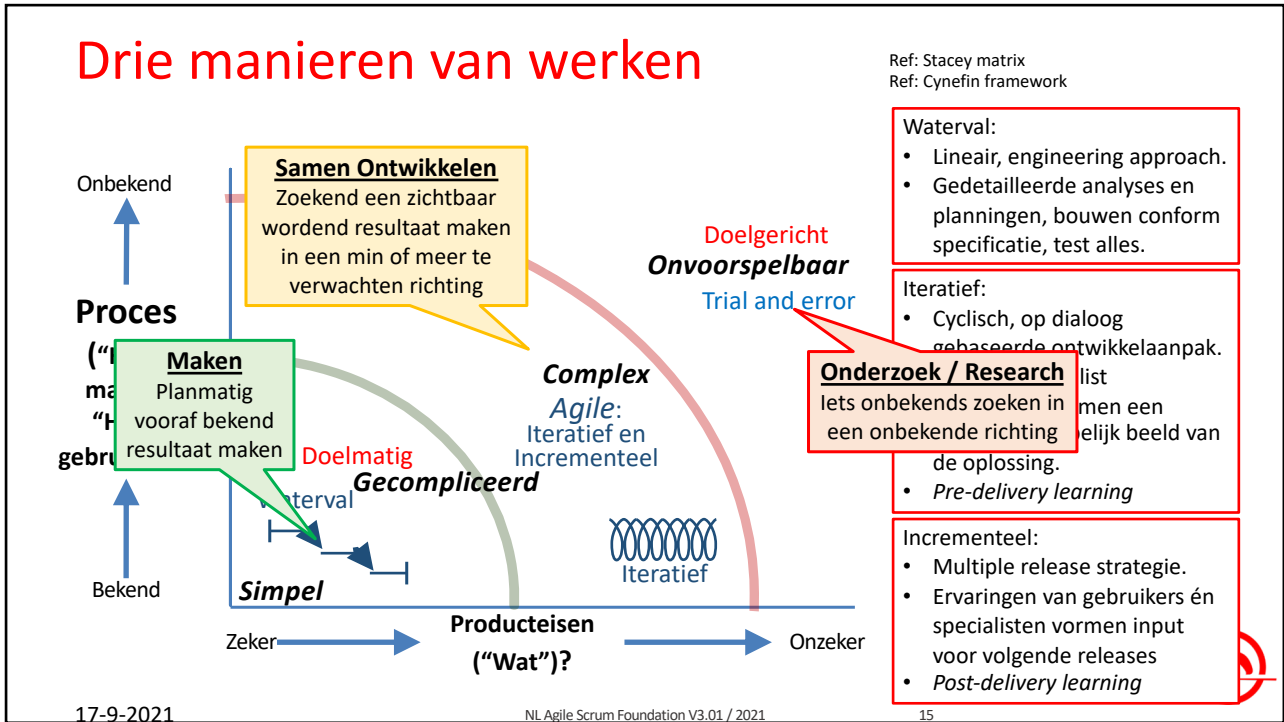 Drie manieren van werken
Ref: Stacey matrix
Ref: Cynefin framework
Onbekend
Proces
Bekend
Samen Ontwikkelen
Zoekend een zichtbaar
wordend resultaat maken
in een min of meer te
verwachten richting
Maken
Planmatig
vooraf bekend
resultaat maken
Doelmatig
Gecompliceerd
Simpel
Complex
Agile:
Iteratief en
Incrementeel
Iteratief
Doelgericht
Onvoorspelbaar
Trial and error
Onderzoek / Research
Iets onbekends zoeken in
een onbekende richting
Zeker
Producteisen
("Wat")?
Onzeker
Waterval:
• Lineair, engineering approach.
• Gedetailleerde analyses en
planningen, bouwen conform
specificatie, test alles.
Iteratief:
• Cyclisch, op dialoog
gebaseerde ontwikkelaanpak.
een
beeld van
de oplossing.
• Pre-delivery learning
Incrementeel:
• Multiple release strategie.
• Ervaringen van gebruikers én
specialisten vormen input
voor volgende releases
• Post-delivery learning
17-9-2021
NL Agile Scrum Foundation V3.01 / 2021
15